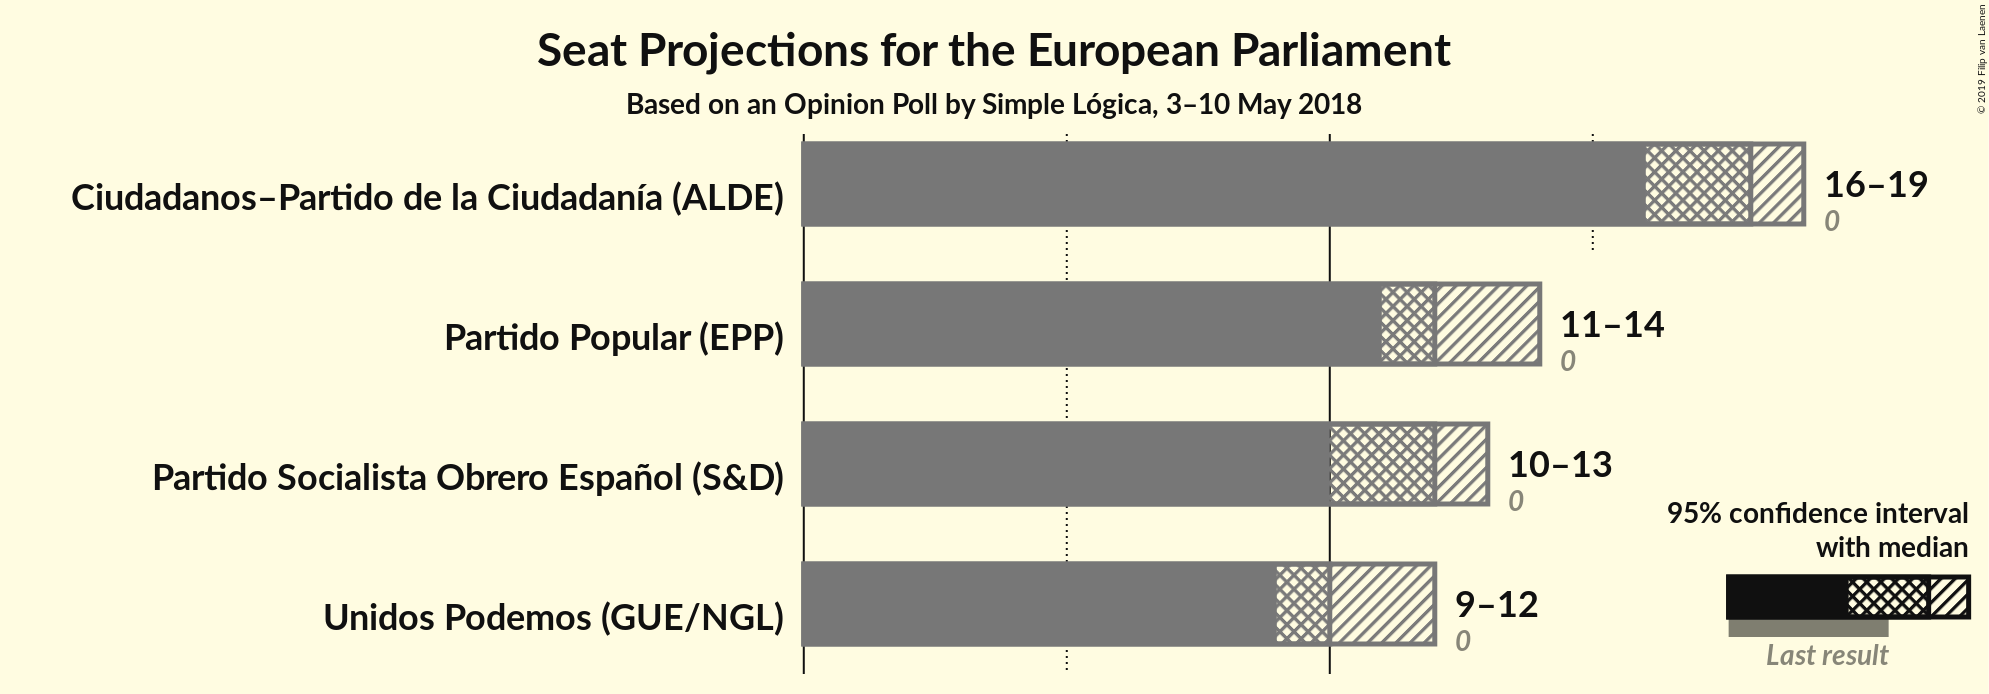 Seat Projections for the European Parliament
Based on an Opinion Poll by Simple Lógica, 3–10 May 2018
© 2019 Filip van Laenen
Ciudadanos–Partido de la Ciudadanía (ALDE)
16–19
0
Partido Popular (EPP)
11–14
0
Partido Socialista Obrero Español (S&D)
10–13
0
Unidos Podemos (GUE/NGL)
9–12
0
95% confidence interval
with median
Last result